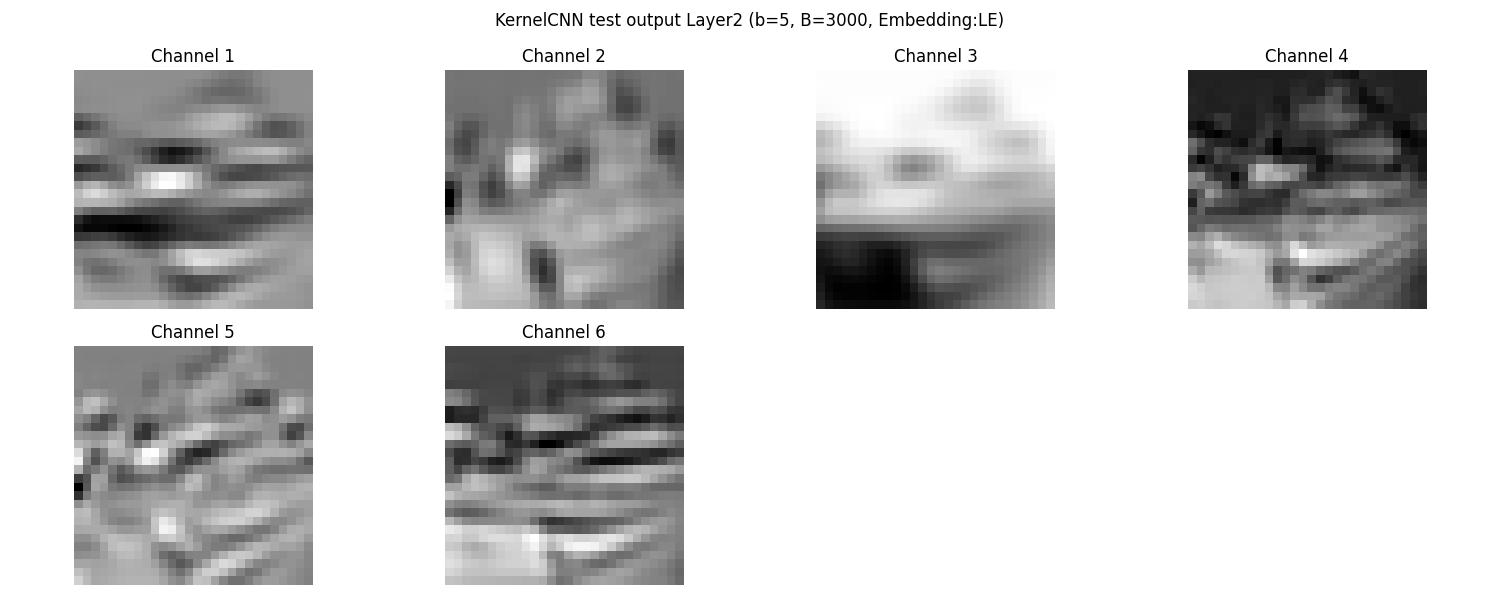 KernelCNN test output Layer2 (b=5, B=3000, Embedding:LE)
Channel 1
Channel 2
Channel 3
Channel 4
Channel 5
Channel 6